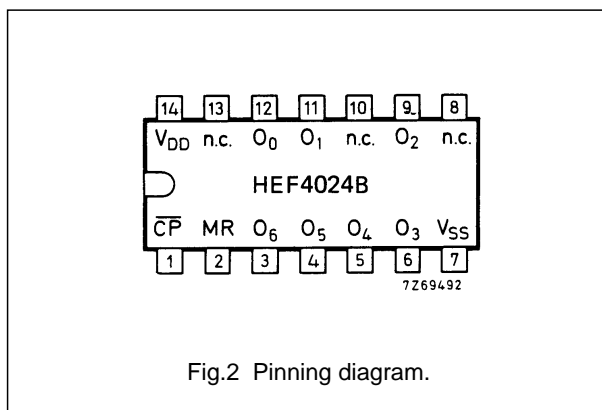 14 13 12 11 10 9 8
VDD n.c. O0 O1 n.c. O2 n.c.
HEF4024B
CP MR O6 O5 O4 O3 VSS
1 2 3 4 5 6 7
7Z69492
Fig.2 Pinning diagram.